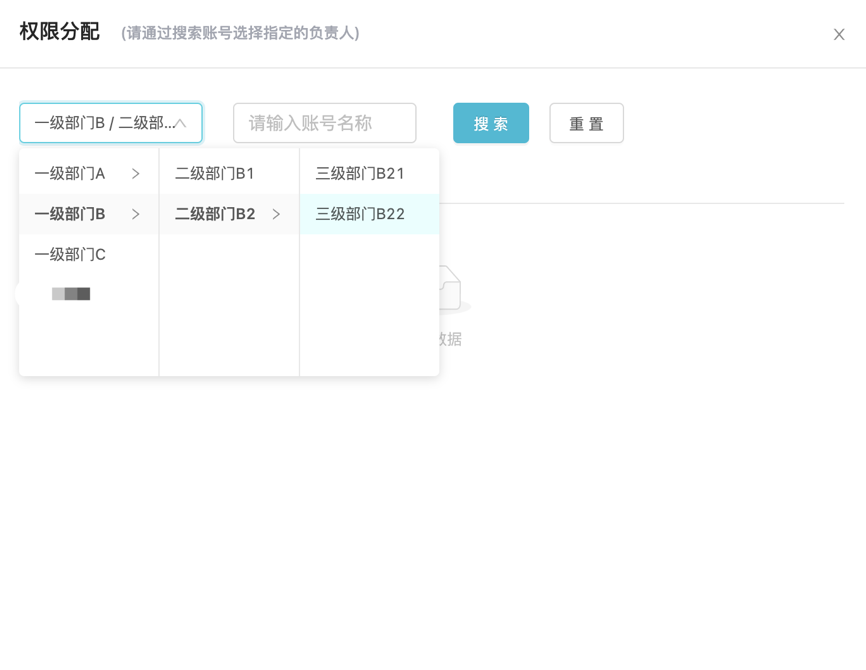 权限分配 (请通过搜索账号选择指定的负责人)
一级部门B / 二级部... 请输入账号名称 搜 索 重 置
一级部门A 二级部门B1 三级部门B21
一级部门B 二级部门B2 三级部门B22
一级部门C
数据